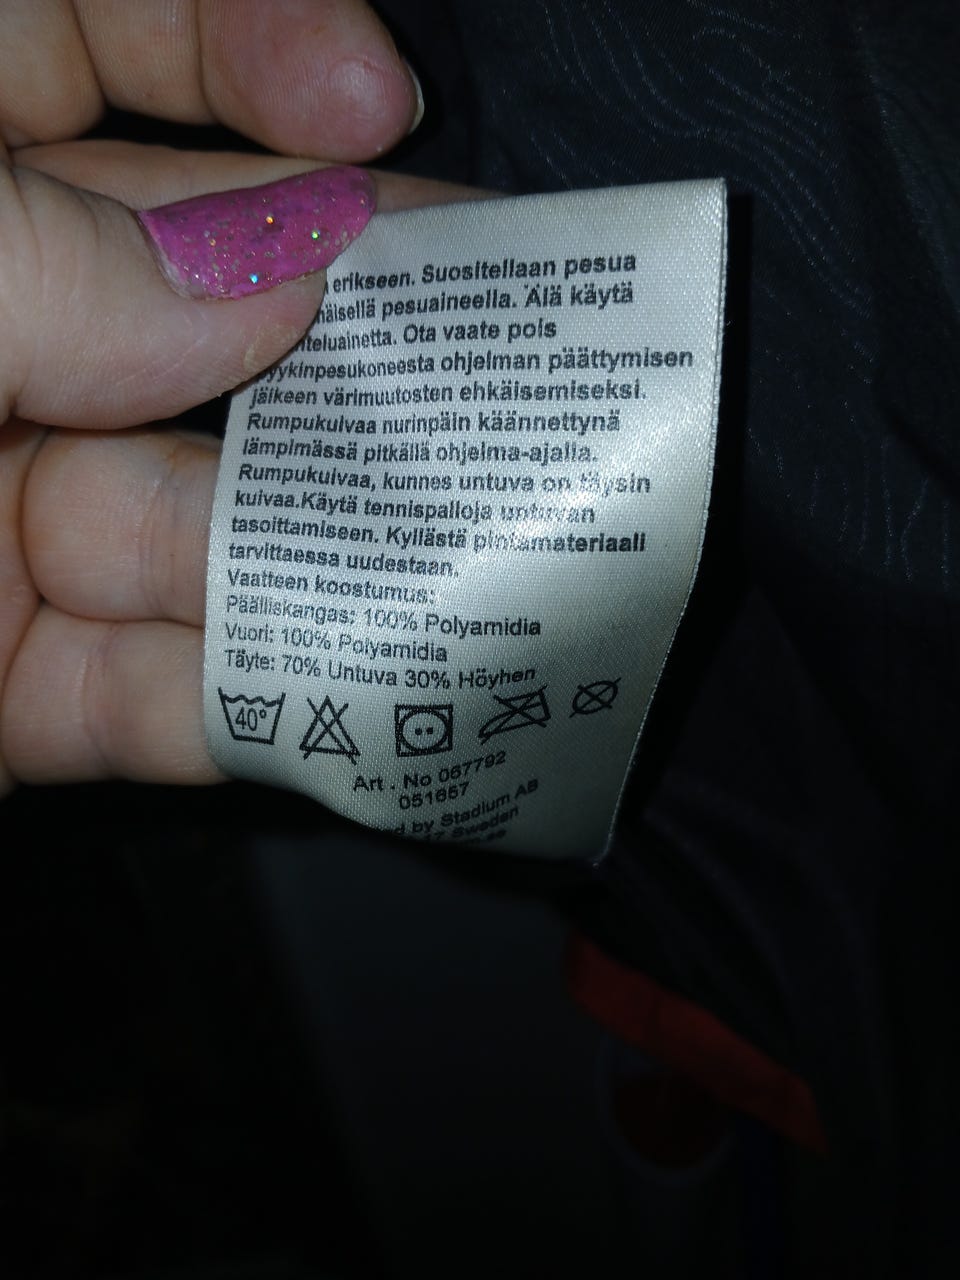 erikseen. Suositellaan pesua
pesuaineella. Älä käytä
Ota vaate pois
pyykinpesukoneesta ohjelman päättymisen
jälkeen värimuutosten ehkäisemiseksi.
Rumpukuivaa nurinpäin käännettynä
lämpimässä pitkällä ohjelma-ajalla.
Rumpukuivaa, kunnes untuva on täysin
kuivaa.Käytä tennispalloja untuvan
tasoittamiseen. Kyllästä pintamateriaali
tarvittaessa uudestaan.
Vaatteen koostumus:
Päälliskangas: 100% Polyamidia
Vuori: 100% Polyamidia
Täyte: 70% Untuva 30% Höyhen
40°
Art . No 067792
051657
by Stadium AB
Sweden